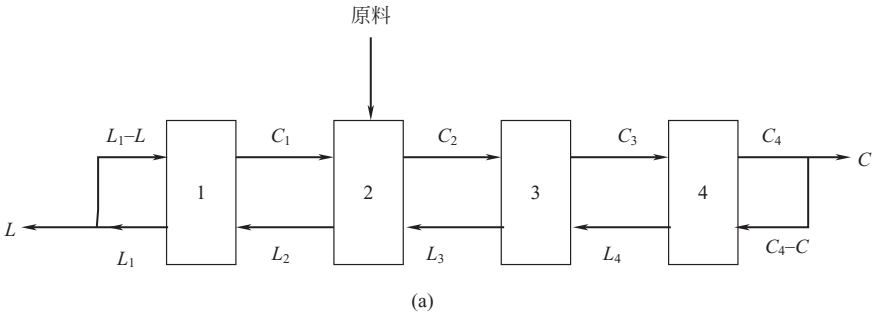 原料
L₁–L
C₁
C₂
C₃
C₄
C
1
2
3
4
L
L₁
L₂
L₃
L₄
C₄–C
(a)